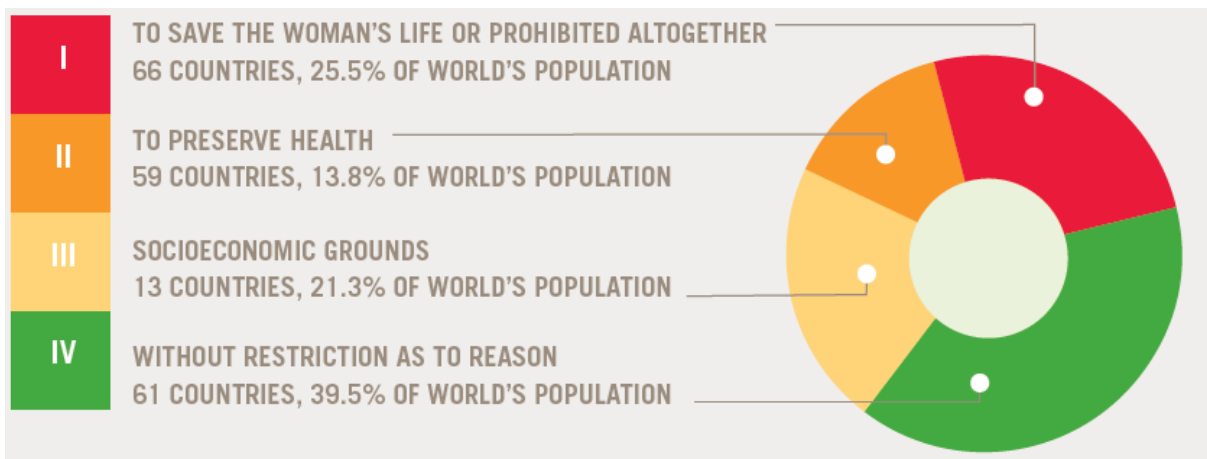 I
TO SAVE THE WOMAN'S LIFE OR PROHIBITED ALTOGETHER
66 COUNTRIES, 25.5% OF WORLD'S POPULATION
II
TO PRESERVE HEALTH
59 COUNTRIES, 13.8% OF WORLD'S POPULATION
III
SOCIOECONOMIC GROUNDS
13 COUNTRIES, 21.3% OF WORLD'S POPULATION
IV
WITHOUT RESTRICTION AS TO REASON
61 COUNTRIES, 39.5% OF WORLD'S POPULATION